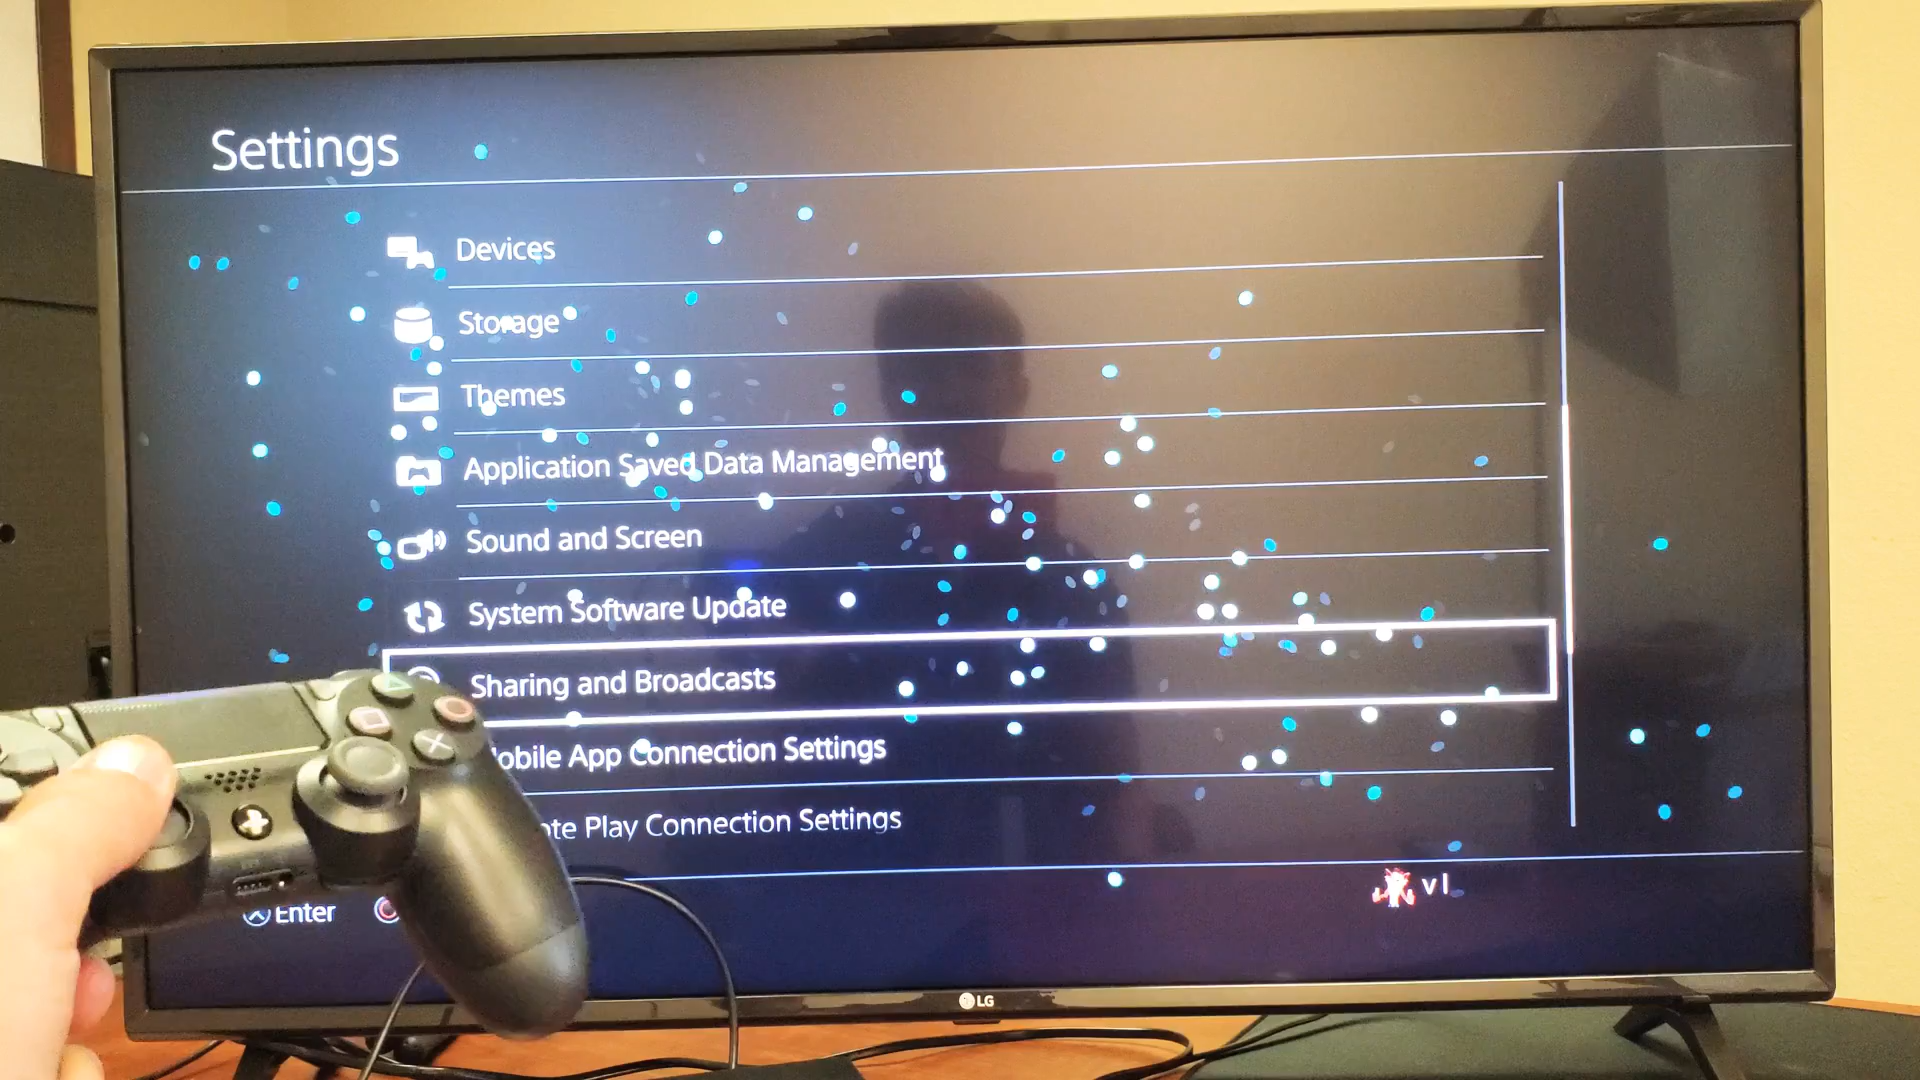 Settings
Devices
Storage
Themes
Application Saved Data Management
Sound and Screen
System Software Update
Sharing and Broadcasts
obile App Connection Settings
te Play Connection Settings
v l
Enter
LG